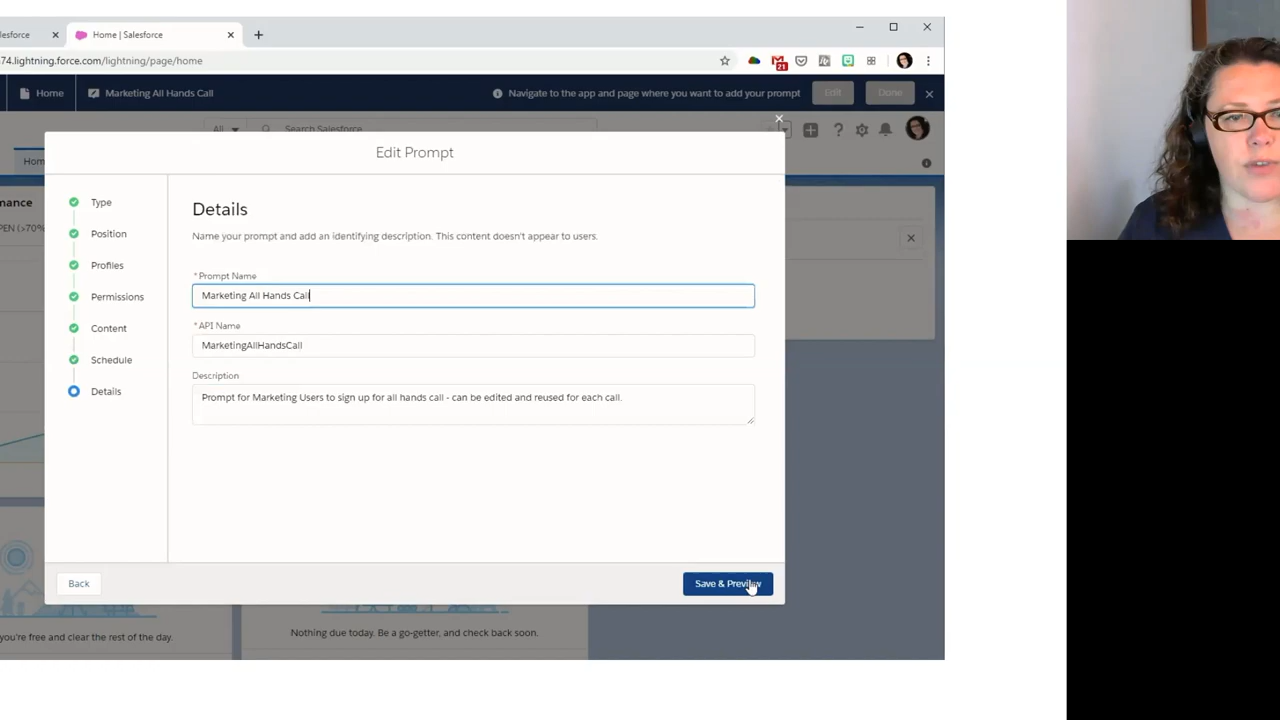 lesforce
Home | Salesforce
74.lightning.force.com/lightning/page/home
21
Home
Marketing All Hands Call
Navigate to the app and page where you want to add your prompt
Edit
Done
All
Search Salesforce
Hom
Edit Prompt
mance
OPEN (>70%
Type
Position
Profiles
Permissions
Content
Schedule
Details
Details
Name your prompt and add an identifying description. This content doesn't appear to users.
* Prompt Name
Marketing All Hands Call
* API Name
MarketingAllHandsCall
Description
Prompt for Marketing Users to sign up for all hands call - can be edited and reused for each call.
Back
Save & Preview
you're free and clear the rest of the day.
Nothing due today. Be a go-getter, and check back soon.